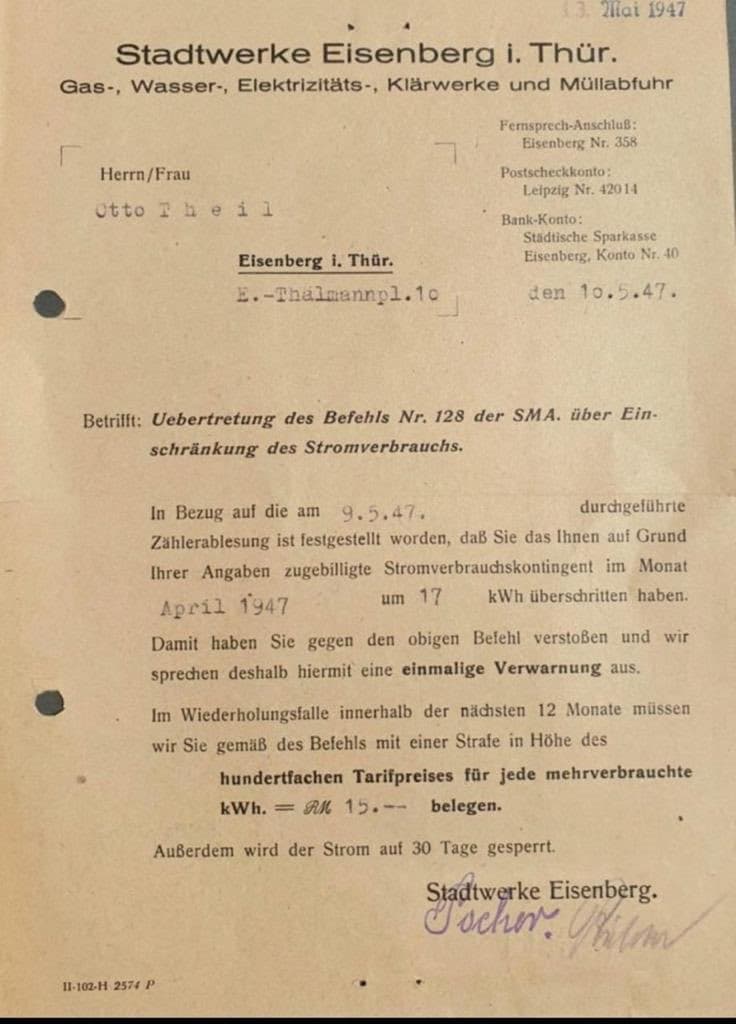 3. Mai 1947
Stadtwerke Eisenberg i. Thür.
Gas-, Wasser-, Elektrizitäts-, Klärwerke und Müllabfuhr
Fernsprech-Anschluß:
Eisenberg Nr. 358
Postscheckkonto:
Leipzig Nr. 42014
Bank-Konto:
Städtische Sparkasse
Eisenberg, Konto Nr. 40
Herrn/Frau
Otto T h e i l
Eisenberg i. Thür.
E.-Thälmannpl.1o
den 1o.5.47.
Betrifft: Uebertretung des Befehls Nr. 128 der SMA. über Ein-
schränkung des Stromverbrauchs.
In Bezug auf die am 9.5.47. durchgeführte
Zählerablesung ist festgestellt worden, daß Sie das Ihnen auf Grund
Ihrer Angaben zugebilligte Stromverbrauchskontingent im Monat
April 1947 um 17 kWh überschritten haben.
Damit haben Sie gegen den obigen Befehl verstoßen und wir
sprechen deshalb hiermit eine einmalige Verwarnung aus.
Im Wiederholungsfalle innerhalb der nächsten 12 Monate müssen
wir Sie gemäß des Befehls mit einer Strafe in Höhe des
hundertfachen Tarifpreises für jede mehrverbrauchte
kWh. = RM 15.-- belegen.
Außerdem wird der Strom auf 30 Tage gesperrt.
Stadtwerke Eisenberg.
II-102-H 2574 P